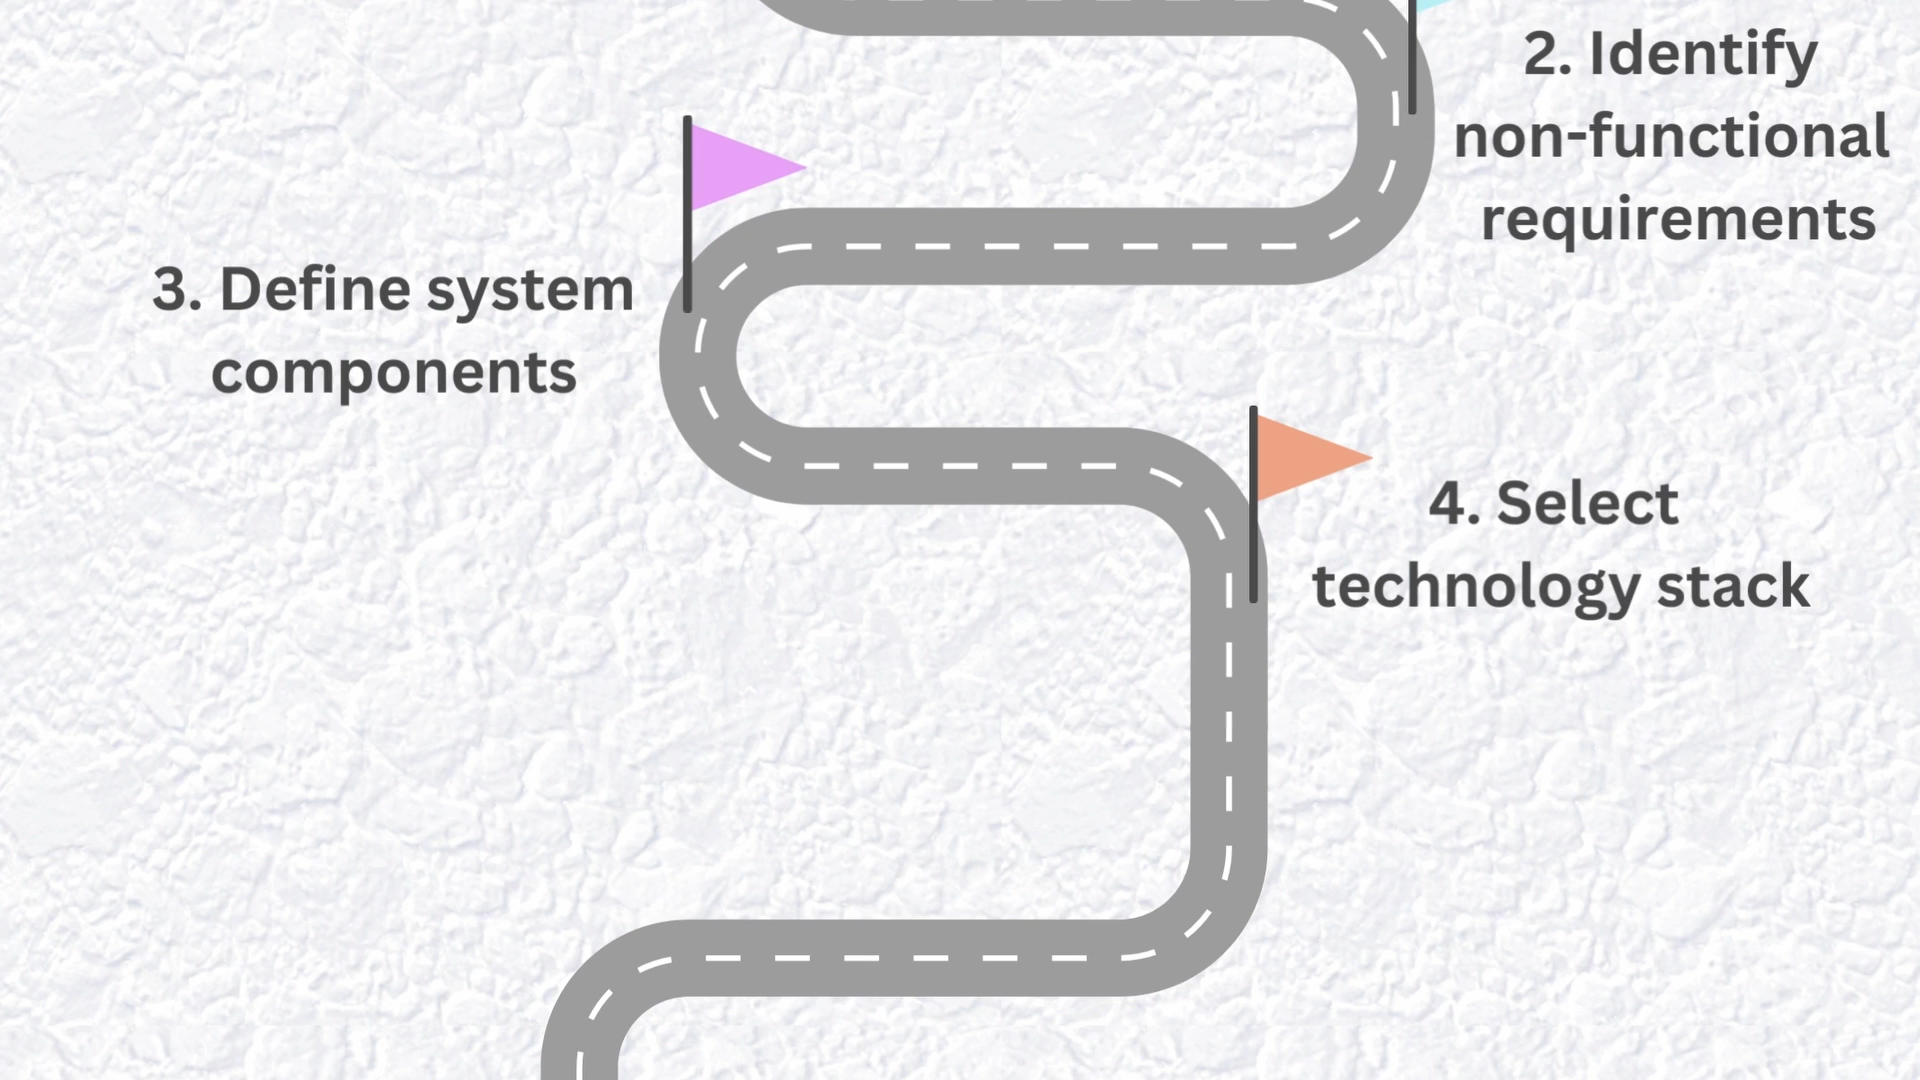 2. Identify
non-functional
requirements
3. Define system
components
4. Select
technology stack